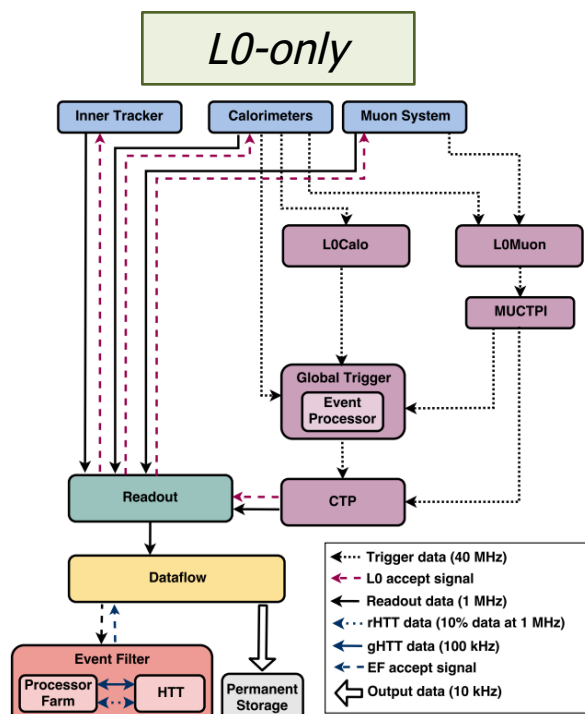 L0-only
Inner Tracker
Calorimeters
Muon System
L0Calo
L0Muon
MUCTPI
Global Trigger
Event
Processor
Readout
CTP
Dataflow
Event Filter
Processor
Farm
HTT
Permanent
Storage
Trigger data (40 MHz)
L0 accept signal
Readout data (1 MHz)
rHTT data (10% data at 1 MHz)
gHTT data (100 kHz)
EF accept signal
Output data (10 kHz)